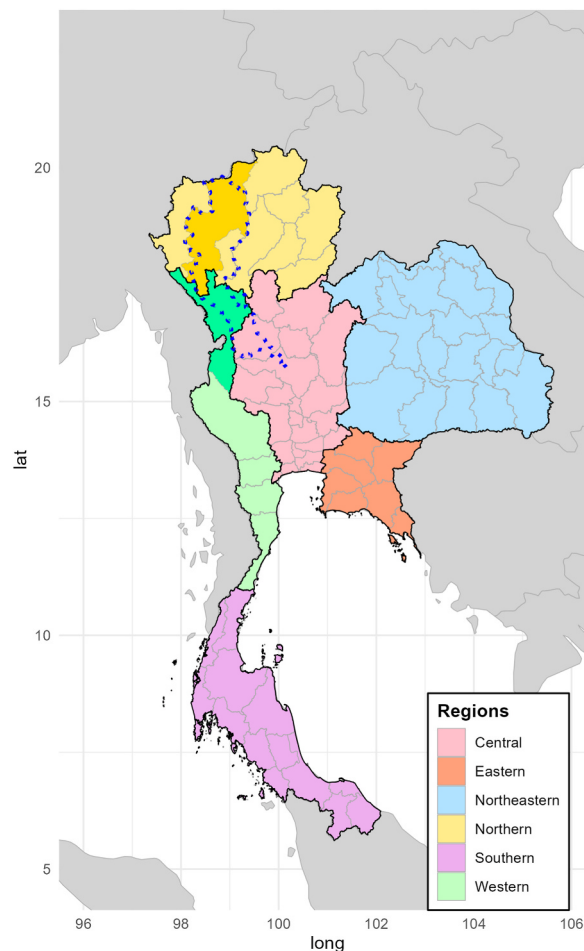 20
15
10
5
lat
96
98
100
102
104
106
long
Regions
Central
Eastern
Northeastern
Northern
Southern
Western